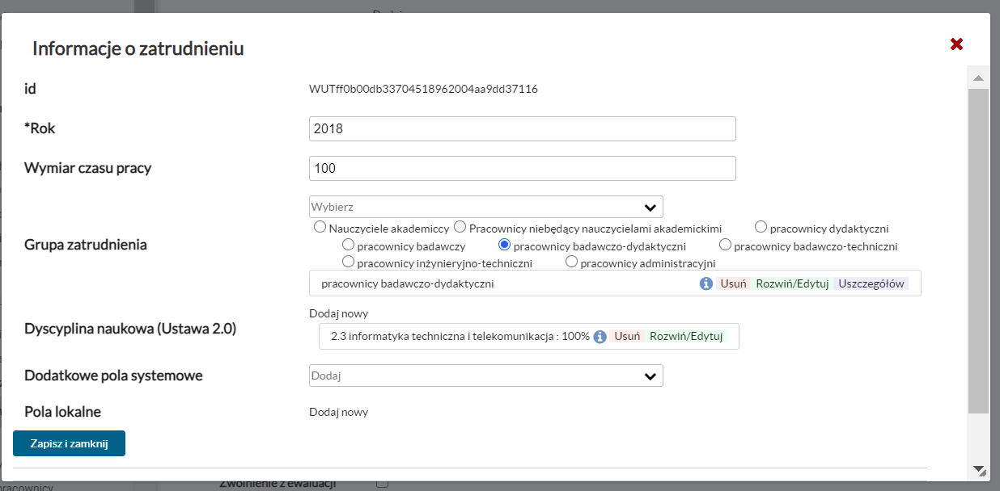 Informacje o zatrudnieniu
id
WUTff0b00db33704518962004aa9dd37116
*Rok
2018
Wymiar czasu pracy
100
Wybierz
Nauczyciele akademiccy Pracownicy niebędący nauczycielami akademickimi pracownicy dydaktyczni
Grupa zatrudnienia
pracownicy badawczy pracownicy badawczo-dydaktyczni pracownicy badawczo-techniczni
pracownicy inżynieryjno-techniczni pracownicy administracyjni
pracownicy badawczo-dydaktyczni Usuń Rozwiń/Edytuj Uszczegółów
Dodaj nowy
Dyscyplina naukowa (Ustawa 2.0)
2.3 informatyka techniczna i telekomunikacja : 100% Usuń Rozwiń/Edytuj
Dodatkowe pola systemowe
Dodaj
Pola lokalne
Dodaj nowy
Zapisz i zamknij
Zwolnienie z ewaluacji
pracownicy